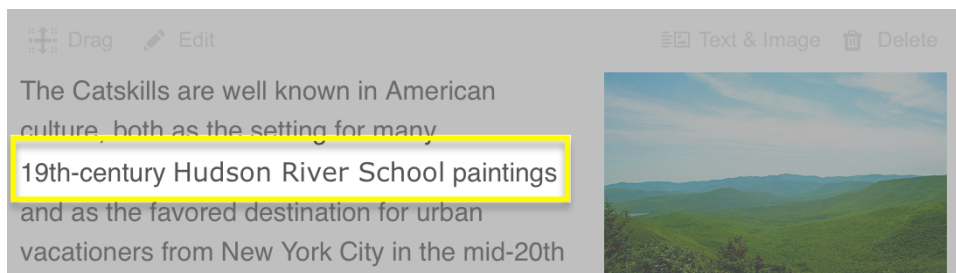 Drag Edit Text & Image Delete
The Catskills are well known in American
culture, both as the setting for many
19th-century Hudson River School paintings
and as the favored destination for urban
vacationers from New York City in the mid-20th